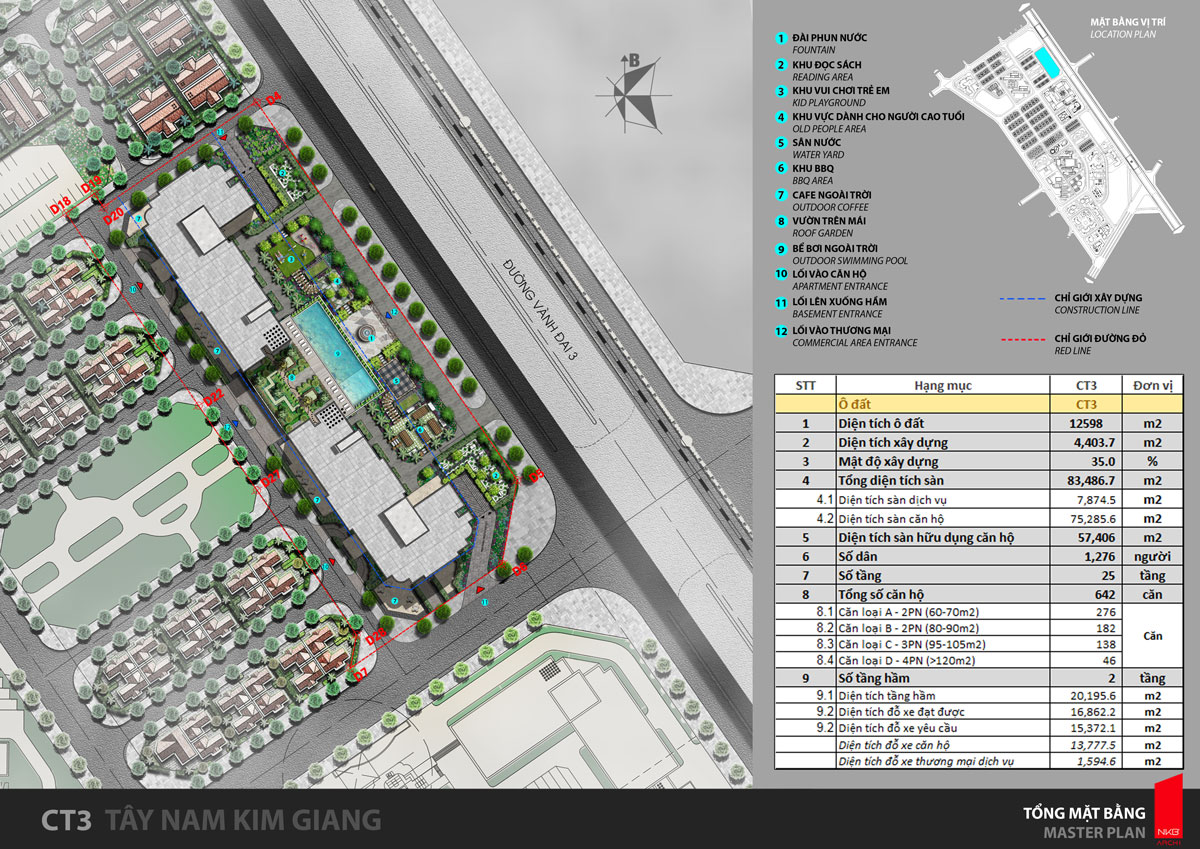 MẶT BẰNG VỊ TRÍ
LOCATION PLAN
1 ĐÀI PHUN NƯỚC
FOUNTAIN
2 KHU ĐỌC SÁCH
READING AREA
3 KHU VUI CHƠI TRẺ EM
KID PLAYGROUND
4 KHU VỰC DÀNH CHO NGƯỜI CAO TUỔI
OLD PEOPLE AREA
5 SÂN NƯỚC
WATER YARD
6 KHU BBQ
BBQ AREA
7 CAFE NGOÀI TRỜI
OUTDOOR COFFEE
8 VƯỜN TRÊN MÁI
ROOF GARDEN
9 BỂ BƠI NGOÀI TRỜI
OUTDOOR SWIMMING POOL
10 LỐI VÀO CĂN HỘ
APARTMENT ENTRANCE
11 LỐI LÊN XUỐNG HẦM
BASEMENT ENTRANCE
12 LỐI VÀO THƯƠNG MẠI
COMMERCIAL AREA ENTRANCE
CHỈ GIỚI XÂY DỰNG
CONSTRUCTION LINE
CHỈ GIỚI ĐƯỜNG ĐỎ
RED LINE
B
ĐƯỜNG VÀNH ĐAI 3
D4
D19
D18
D20
D22
D27
D5
D6
D28
D7
STT Hạng mục CT3 Đơn vị
Ô đất CT3
1 Diện tích ô đất 12598 m2
2 Diện tích xây dựng 4,403.7 m2
3 Mật độ xây dựng 35.0 %
4 Tổng diện tích sàn 83,486.7 m2
4.1 Diện tích sàn dịch vụ 7,874.5 m2
4.2 Diện tích sàn căn hộ 75,285.6 m2
5 Diện tích sàn hữu dụng căn hộ 57,406 m2
6 Số dân 1,276 người
7 Số tầng 25 tầng
8 Tổng số căn hộ 642 căn
8.1 Căn loại A - 2PN (60-70m2) 276
8.2 Căn loại B - 2PN (80-90m2) 182
Căn
8.3 Căn loại C - 3PN (95-105m2) 138
8.4 Căn loại D - 4PN (>120m2) 46
9 Số tầng hầm 2 tầng
9.1 Diện tích tầng hầm 20,195.6 m2
9.2 Diện tích đỗ xe đạt được 16,862.2 m2
9.2 Diện tích đỗ xe yêu cầu 15,372.1 m2
Diện tích đỗ xe căn hộ 13,777.5 m2
Diện tích đỗ xe thương mại dịch vụ 1,594.6 m2
CT3 TÂY NAM KIM GIANG
TỔNG MẶT BẰNG
MASTER PLAN
NKB
ARCHI